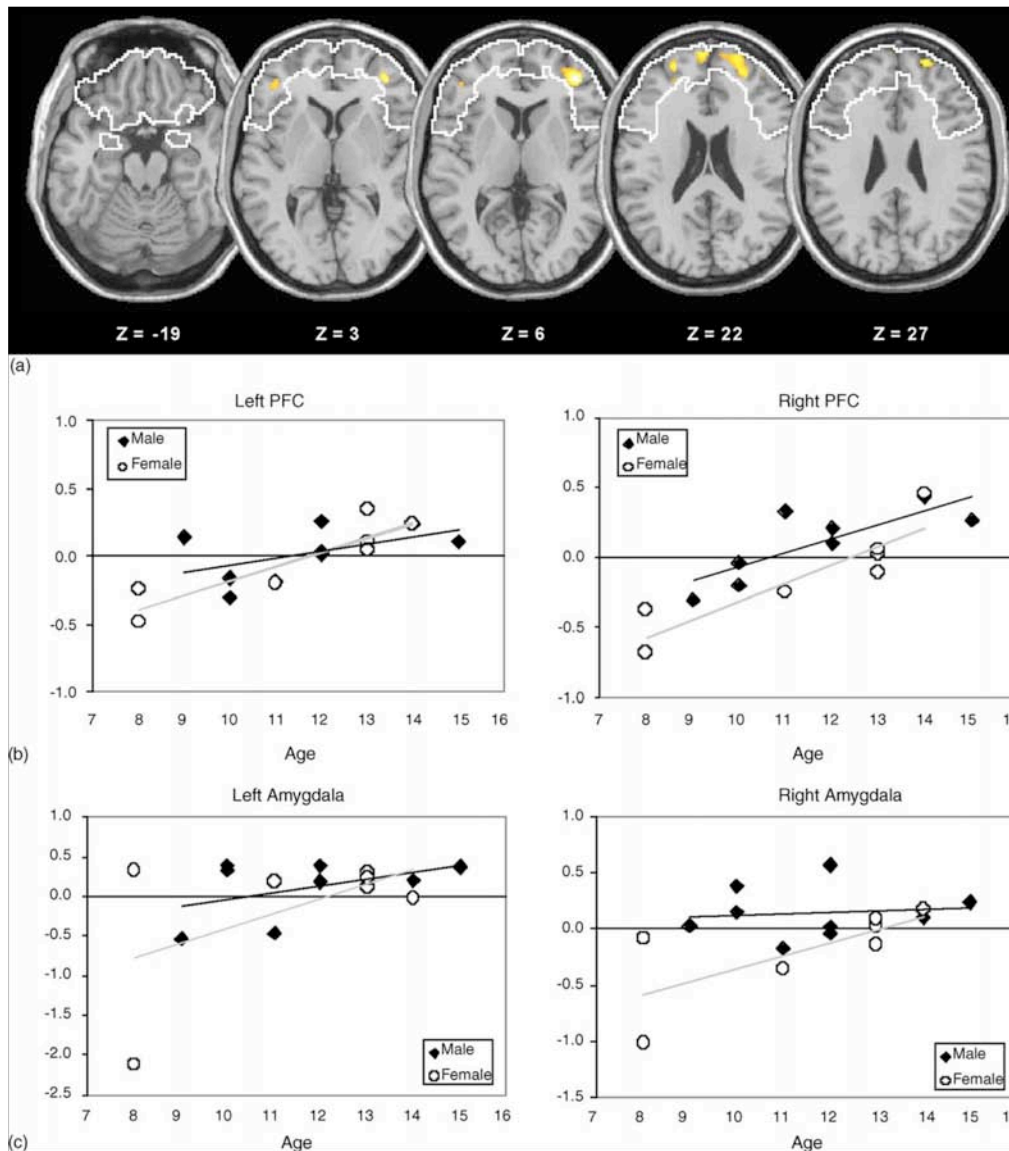 Z = -19 Z = 3 Z = 6 Z = 22 Z = 27
(a)
Left PFC
1.0
0.5
0.0
-0.5
-1.0
Male
Female
7 8 9 10 11 12 13 14 15 16
Age
Right PFC
1.0
0.5
0.0
-0.5
-1.0
Male
Female
7 8 9 10 11 12 13 14 15
Age
(b)
Left Amygdala
1.0
0.5
0.0
-0.5
-1.0
-1.5
-2.0
-2.5
Male
Female
7 8 9 10 11 12 13 14 15 16
Age
Right Amygdala
1.0
0.5
0.0
-0.5
-1.0
-1.5
Male
Female
7 8 9 10 11 12 13 14 15
Age
(c)